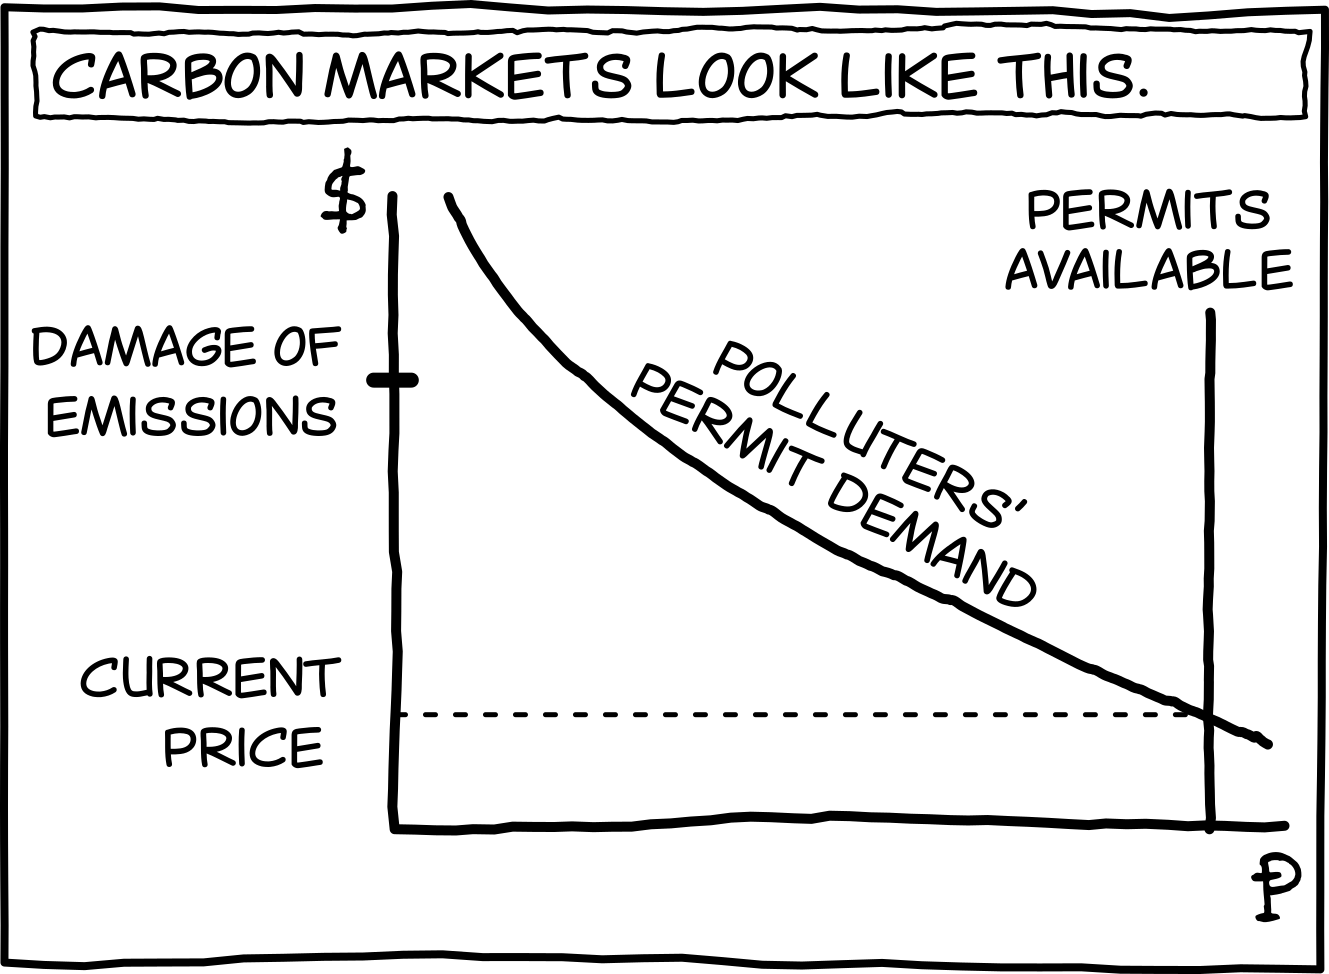 CARBON MARKETS LOOK LIKE THIS.
$
PERMITS
AVAILABLE
DAMAGE OF
EMISSIONS
POLLUTERS'
PERMIT DEMAND
CURRENT
PRICE
P